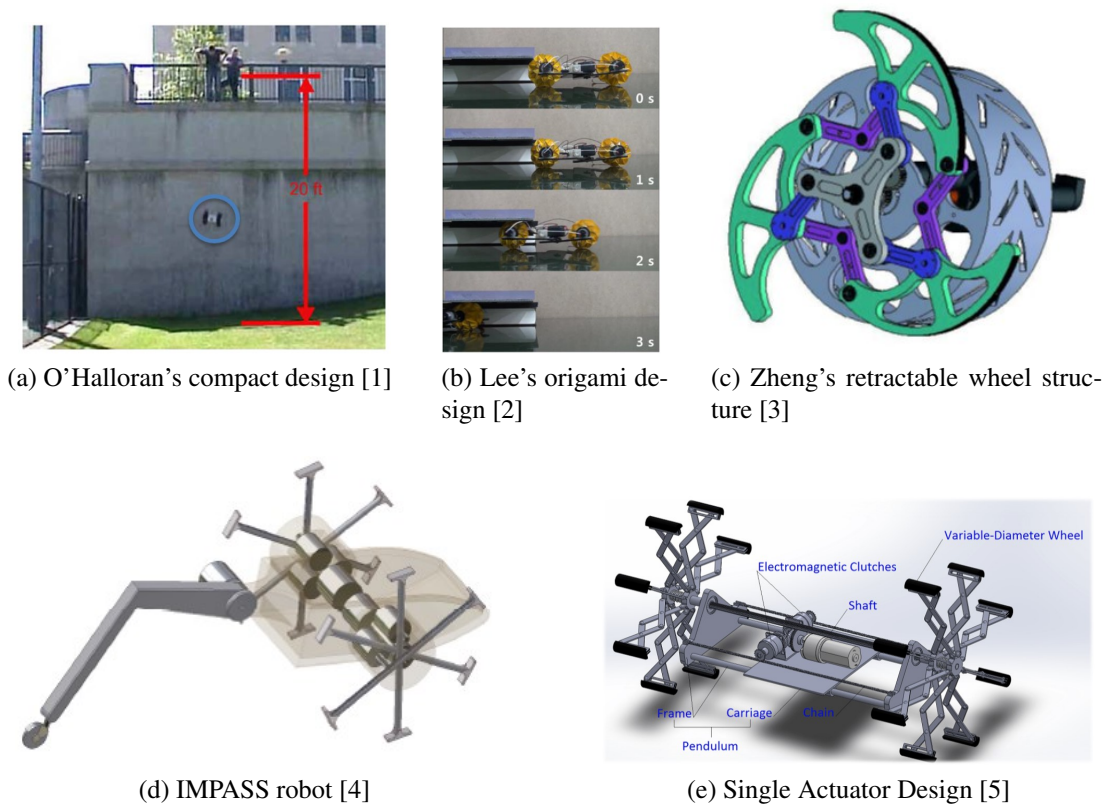 20 ft
0 s
1 s
2 s
3 s
(a) O'Halloran's compact design [1]
(b) Lee's origami de-
sign [2]
(c) Zheng's retractable wheel struc-
ture [3]
Variable-Diameter Wheel
Electromagnetic Clutches
Shaft
Frame
Carriage
Chain
Pendulum
(d) IMPASS robot [4]
(e) Single Actuator Design [5]